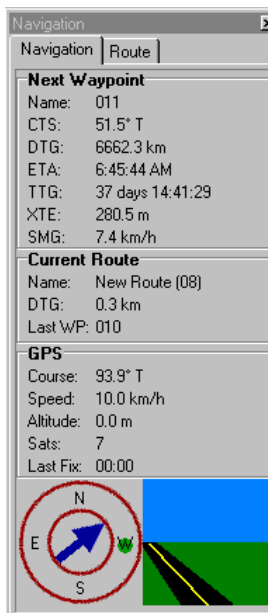 Navigation
Navigation Route
Next Waypoint
Name: 011
CTS: 51.5° T
DTG: 6662.3 km
ETA: 6:45:44 AM
TTG: 37 days 14:41:29
XTE: 280.5 m
SMG: 7.4 km/h
Current Route
Name: New Route (08)
DTG: 0.3 km
Last WP: 010
GPS
Course: 93.9° T
Speed: 10.0 km/h
Altitude: 0.0 m
Sats: 7
Last Fix: 00:00
N
E W
S